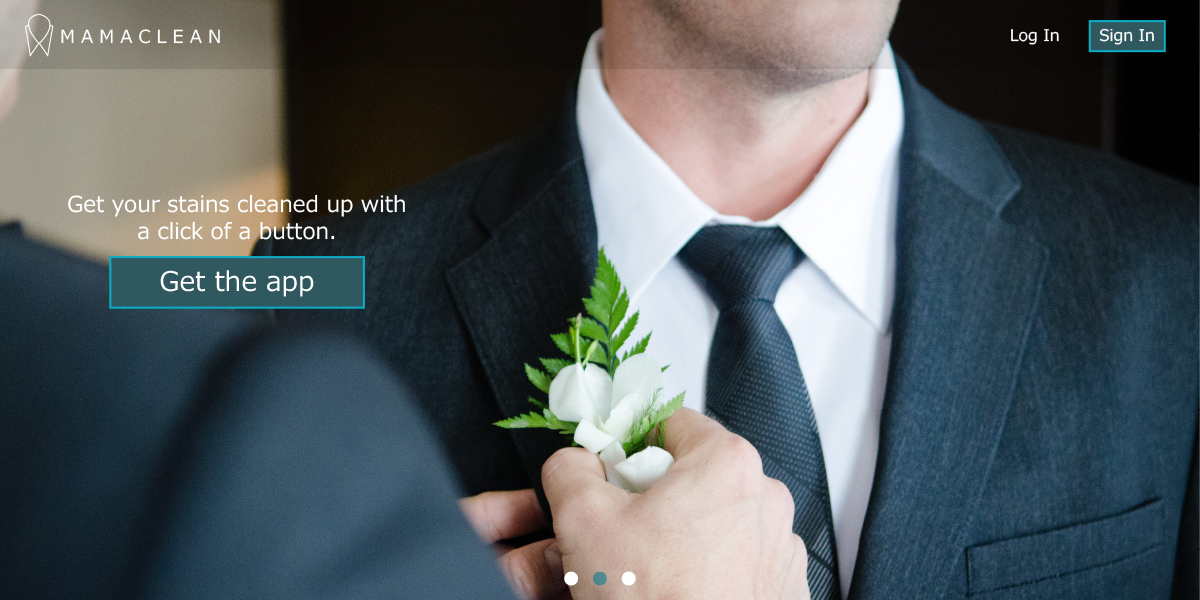 MAMACLEAN
Log In
Sign In
Get your stains cleaned up with
a click of a button.
Get the app